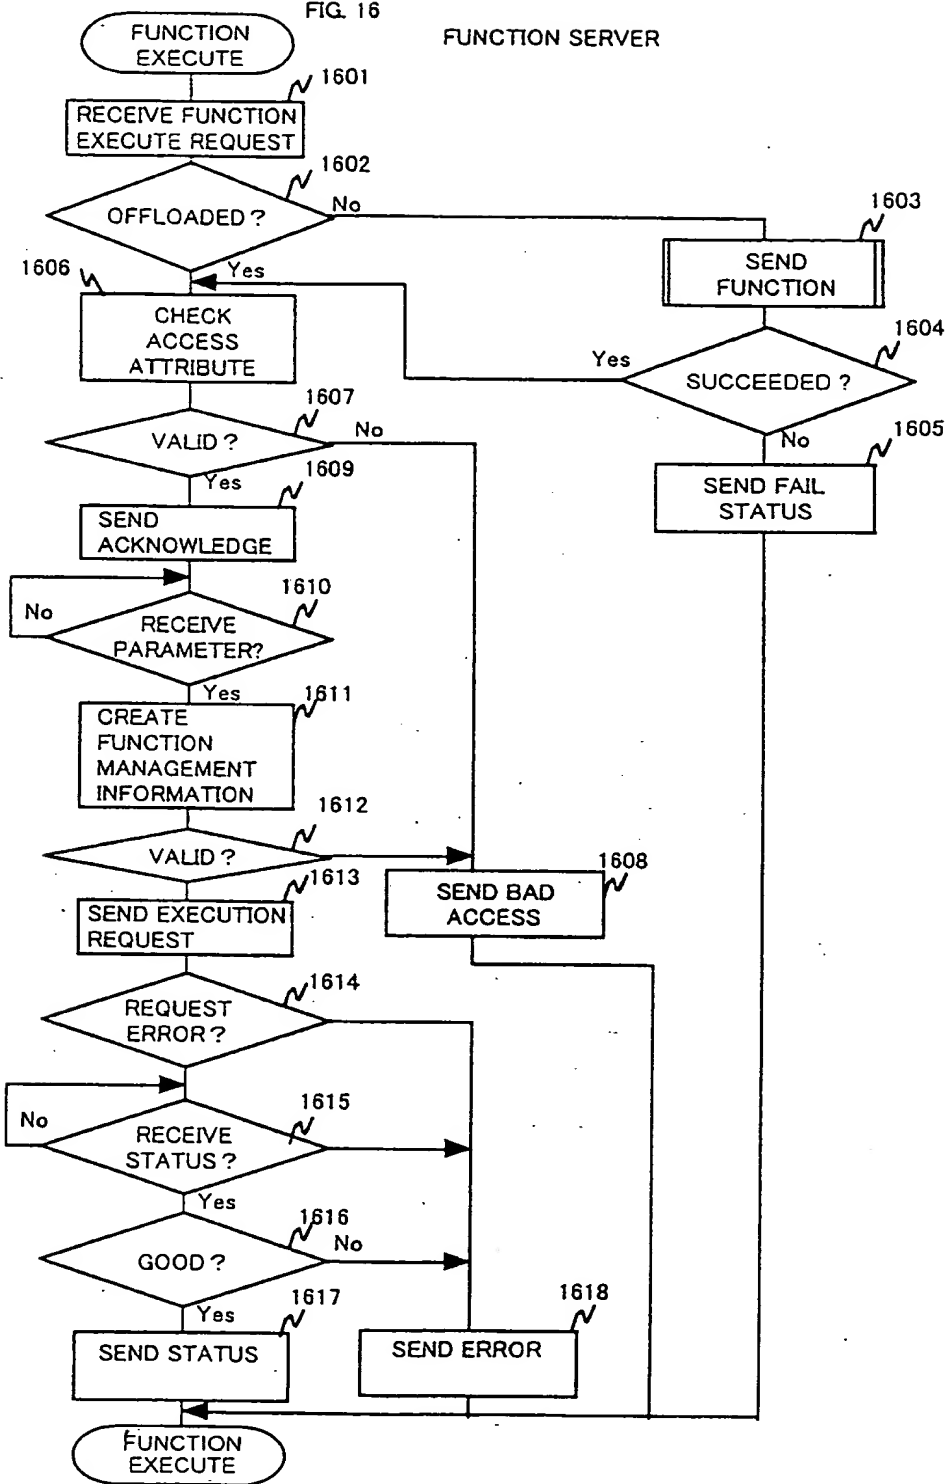 FIG. 16
FUNCTION SERVER
FUNCTION
EXECUTE
1601
RECEIVE FUNCTION
EXECUTE REQUEST
1602
OFFLOADED ?
No
Yes
1603
SEND
FUNCTION
1604
SUCCEEDED ?
Yes
No
1605
SEND FAIL
STATUS
1606
CHECK
ACCESS
ATTRIBUTE
1607
VALID ?
No
Yes
1609
SEND
ACKNOWLEDGE
1610
No
RECEIVE
PARAMETER?
Yes
1611
CREATE
FUNCTION
MANAGEMENT
INFORMATION
1612
VALID ?
1608
SEND BAD
ACCESS
1613
SEND EXECUTION
REQUEST
1614
REQUEST
ERROR ?
1615
No
RECEIVE
STATUS ?
Yes
1616
GOOD ?
No
Yes
1617
SEND STATUS
1618
SEND ERROR
FUNCTION
EXECUTE